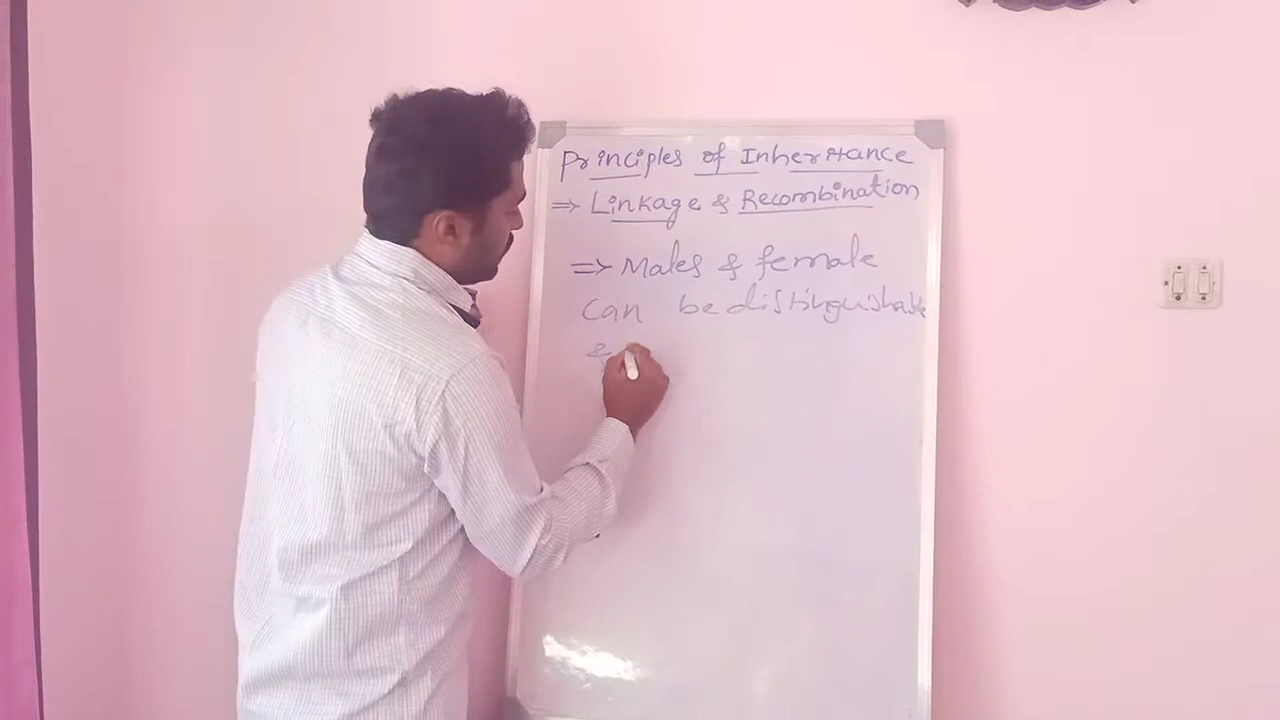 Principles of Inheritance
=> Linkage & Recombination
=> Males & female
can be distinguishable
&